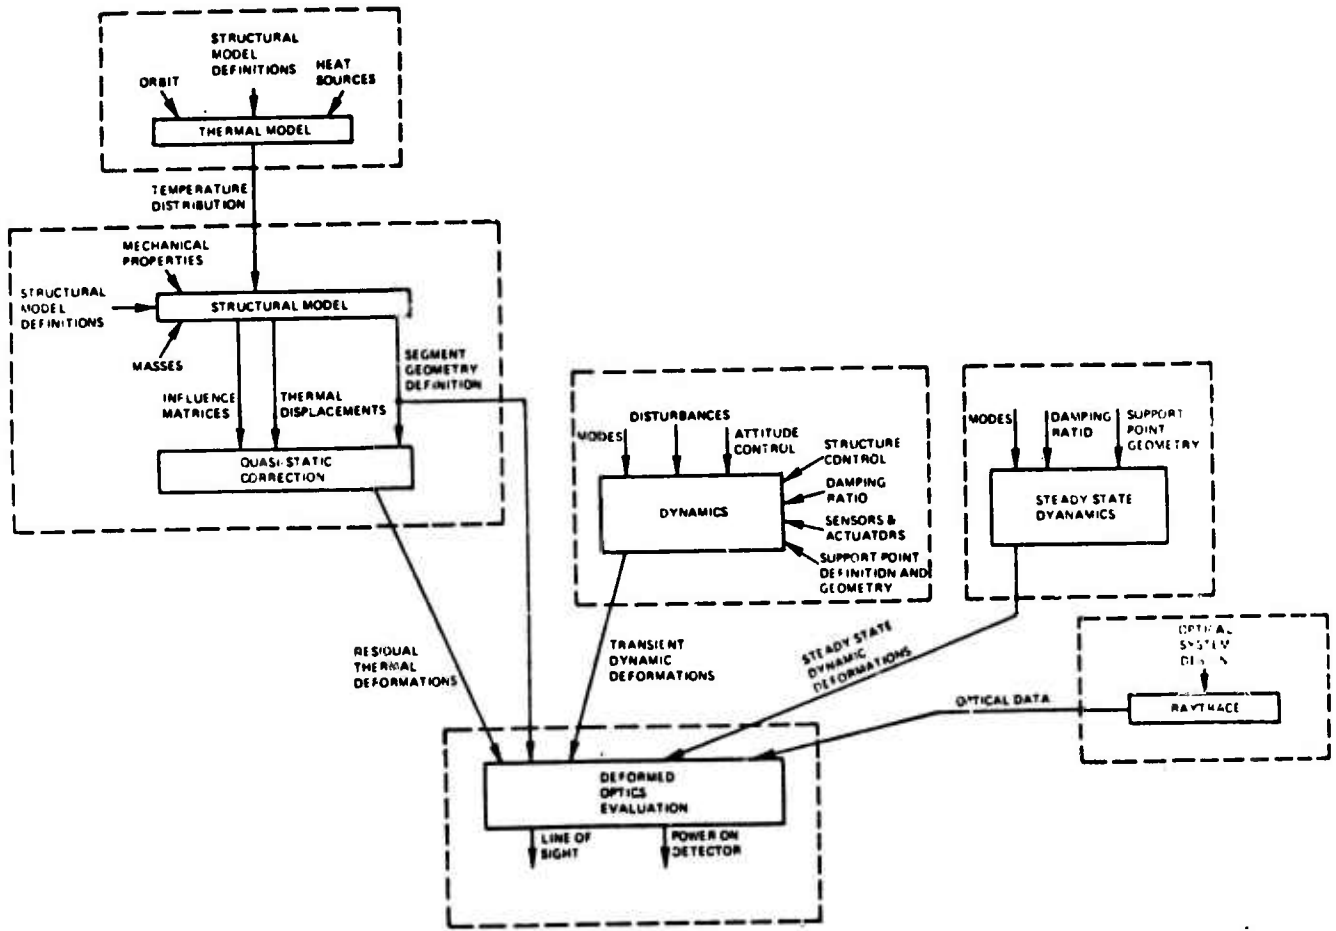 STRUCTURAL
MODEL
DEFINITIONS
HEAT
SOURCES
ORBIT
THERMAL MODEL
TEMPERATURE
DISTRIBUTION
MECHANICAL
PROPERTIES
STRUCTURAL
MODEL
DEFINITIONS
STRUCTURAL MODEL
MASSES
SEGMENT
GEOMETRY
DEFINITION
INFLUENCE
MATRICES
THERMAL
DISPLACEMENTS
QUASI-STATIC
CORRECTION
MODES
DISTURBANCES
ATTITUDE
CONTROL
STRUCTURE
CONTROL
DAMPING
RATIO
SENSORS &
ACTUATORS
SUPPORT POINT
DEFINITION AND
GEOMETRY
DYNAMICS
MODES
DAMPING
RATIO
SUPPORT
POINT
GEOMETRY
STEADY STATE
DYANAMICS
RESIDUAL
THERMAL
DEFORMATIONS
TRANSIENT
DYNAMIC
DEFORMATIONS
STEADY STATE
DYNAMIC
DEFORMATIONS
OPTICAL
SYSTEM
OPTICAL DATA
RAYTRACE
DEFORMED
OPTICS
EVALUATION
LINE OF
SIGHT
POWER ON
DETECTOR